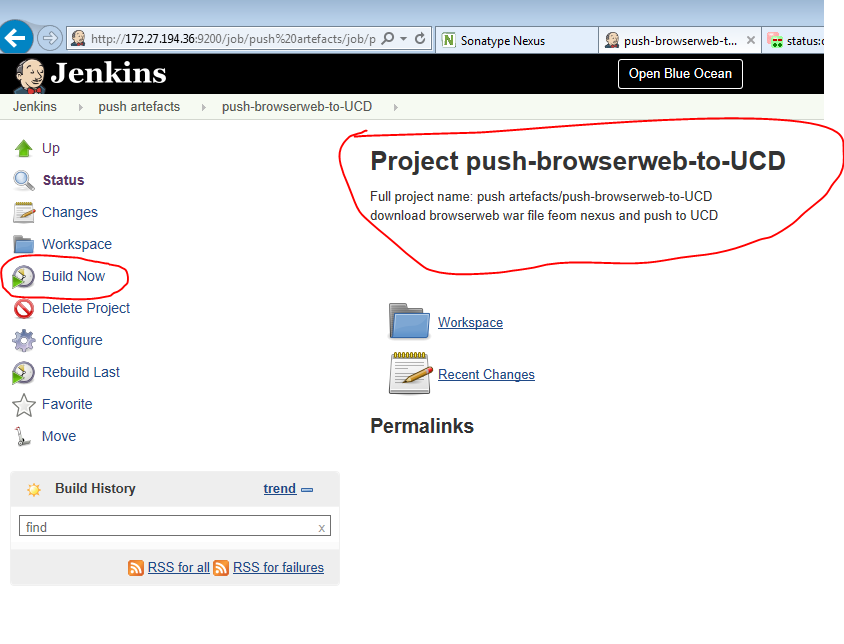 http://172.27.194.36:9200/job/push%20artefacts/job/p
Sonatype Nexus
push-browserweb-t...
status:
Jenkins
Open Blue Ocean
Jenkins push artefacts push-browserweb-to-UCD
Up
Status
Changes
Workspace
Build Now
Delete Project
Configure
Rebuild Last
Favorite
Move
Project push-browserweb-to-UCD
Full project name: push artefacts/push-browserweb-to-UCD
download browserweb war file feom nexus and push to UCD
Workspace
Recent Changes
Permalinks
Build History trend
find x
RSS for all RSS for failures